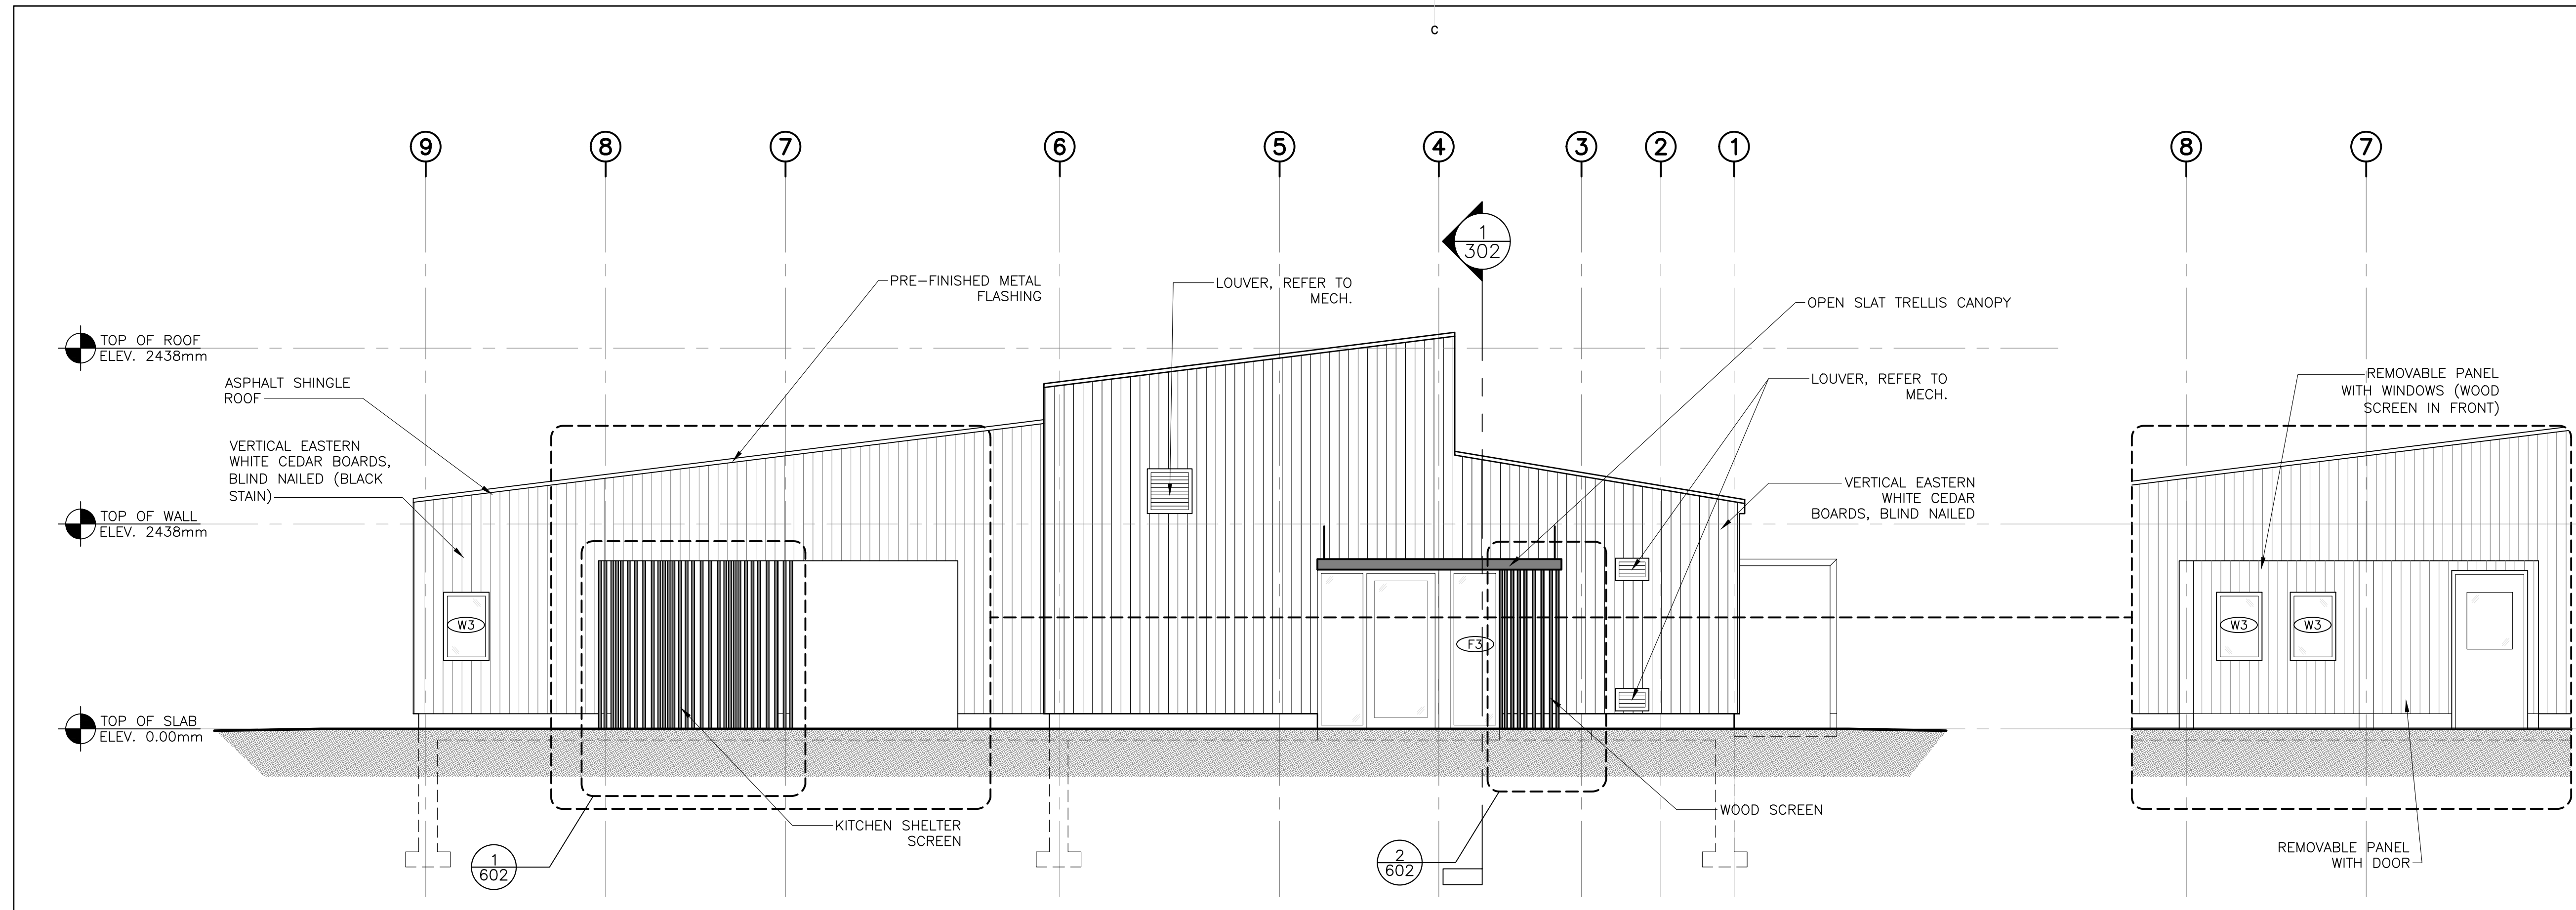 C
9
8
7
6
5
4
3
2
1
8
7
1
302
PRE-FINISHED METAL
FLASHING
LOUVER, REFER TO
MECH.
OPEN SLAT TRELLIS CANOPY
TOP OF ROOF
ELEV. 2438mm
ASPHALT SHINGLE
ROOF
LOUVER, REFER TO
MECH.
REMOVABLE PANEL
WITH WINDOWS (WOOD
SCREEN IN FRONT)
VERTICAL EASTERN
WHITE CEDAR BOARDS,
BLIND NAILED (BLACK
STAIN)
VERTICAL EASTERN
WHITE CEDAR
BOARDS, BLIND NAILED
TOP OF WALL
ELEV. 2438mm
W3
F3
W3
W3
TOP OF SLAB
ELEV. 0.00mm
KITCHEN SHELTER
SCREEN
WOOD SCREEN
1
602
2
602
REMOVABLE PANEL
WITH DOOR